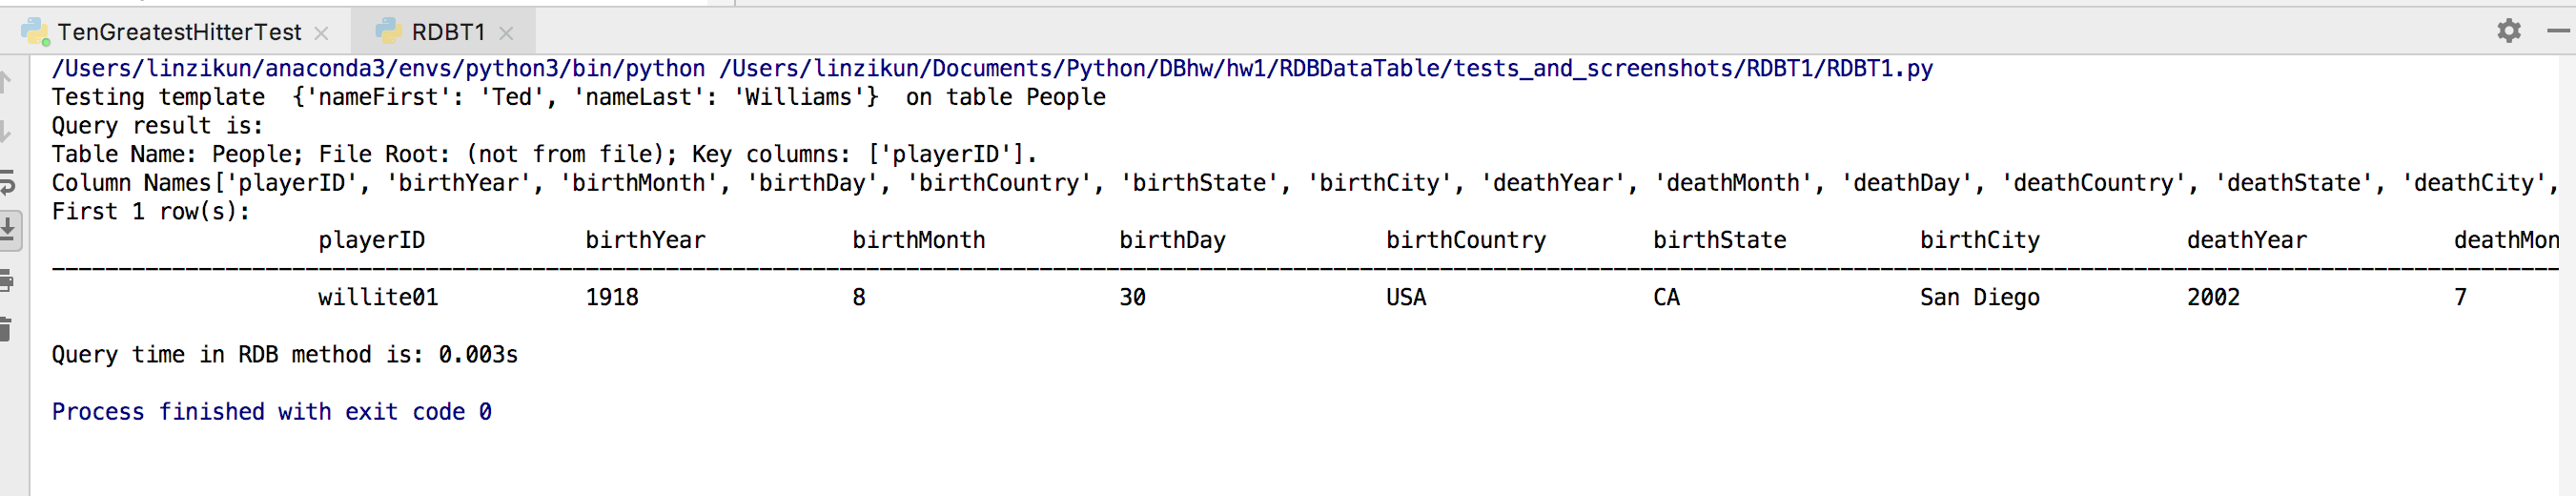 TenGreatestHitterTest RDBT1
/Users/linzikun/anaconda3/envs/python3/bin/python /Users/linzikun/Documents/Python/DBhw/hw1/RDBDataTable/tests_and_screenshots/RDBT1/RDBT1.py
Testing template  {'nameFirst': 'Ted', 'nameLast': 'Williams'}  on table People
Query result is:
Table Name: People; File Root: (not from file); Key columns: ['playerID'].
Column Names['playerID', 'birthYear', 'birthMonth', 'birthDay', 'birthCountry', 'birthState', 'birthCity', 'deathYear', 'deathMonth', 'deathDay', 'deathCountry', 'deathState', 'deathCity',
First 1 row(s):
playerID birthYear birthMonth birthDay birthCountry birthState birthCity deathYear deathMon
willite01 1918 8 30 USA CA San Diego 2002 7
Query time in RDB method is: 0.003s
Process finished with exit code 0